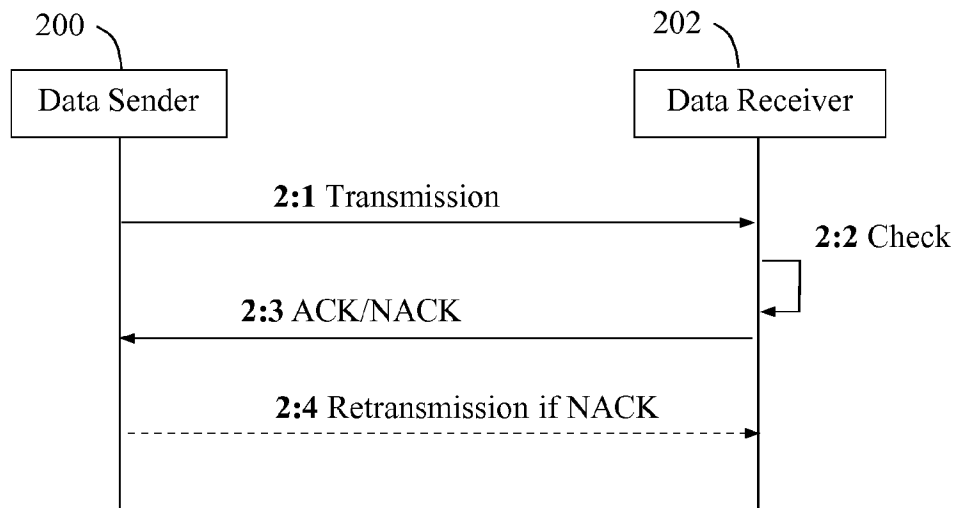 200
202
Data Sender
Data Receiver
2:1 Transmission
2:2 Check
2:3 ACK/NACK
2:4 Retransmission if NACK